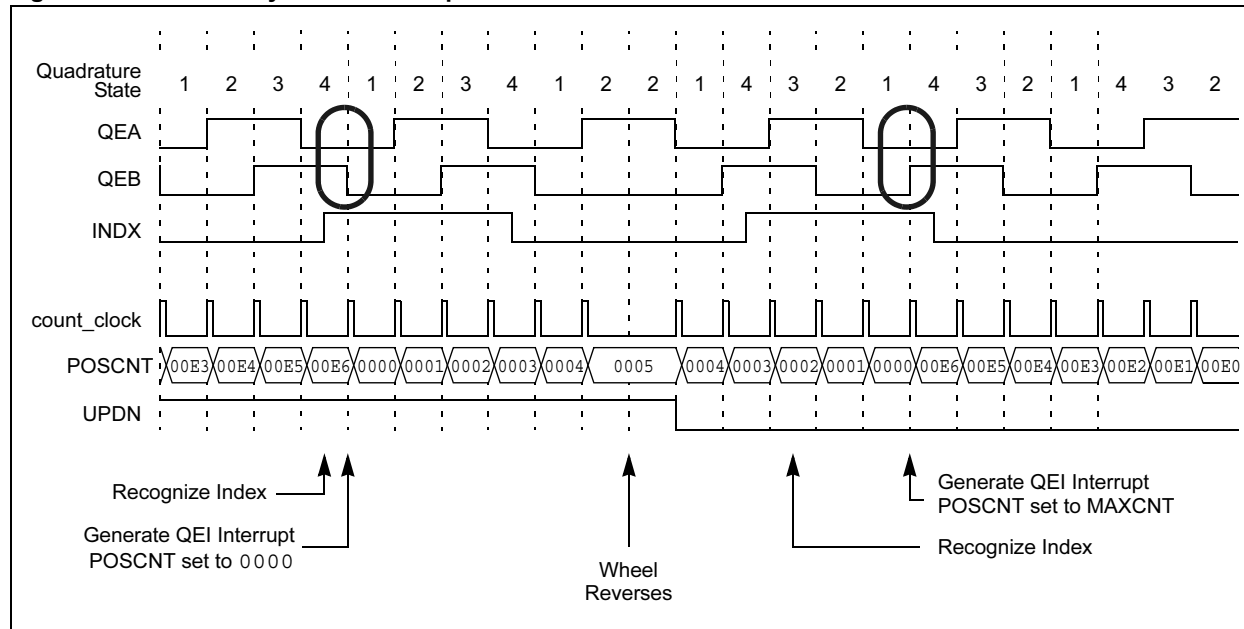 Quadrature
State
1 2 3 4 1 2 3 4 1 2 2 1 4 3 2 1 4 3 2 1 4 3 2
QEA
QEB
INDX
count_clock
POSCNT 00E3 00E4 00E5 00E6 0000 0001 0002 0003 0004 0005 0004 0003 0002 0001 0000 00E6 00E5 00E4 00E3 00E2 00E1 00E0
UPDN
Recognize Index
Generate QEI Interrupt
POSCNT set to 0000
Wheel
Reverses
Generate QEI Interrupt
POSCNT set to MAXCNT
Recognize Index